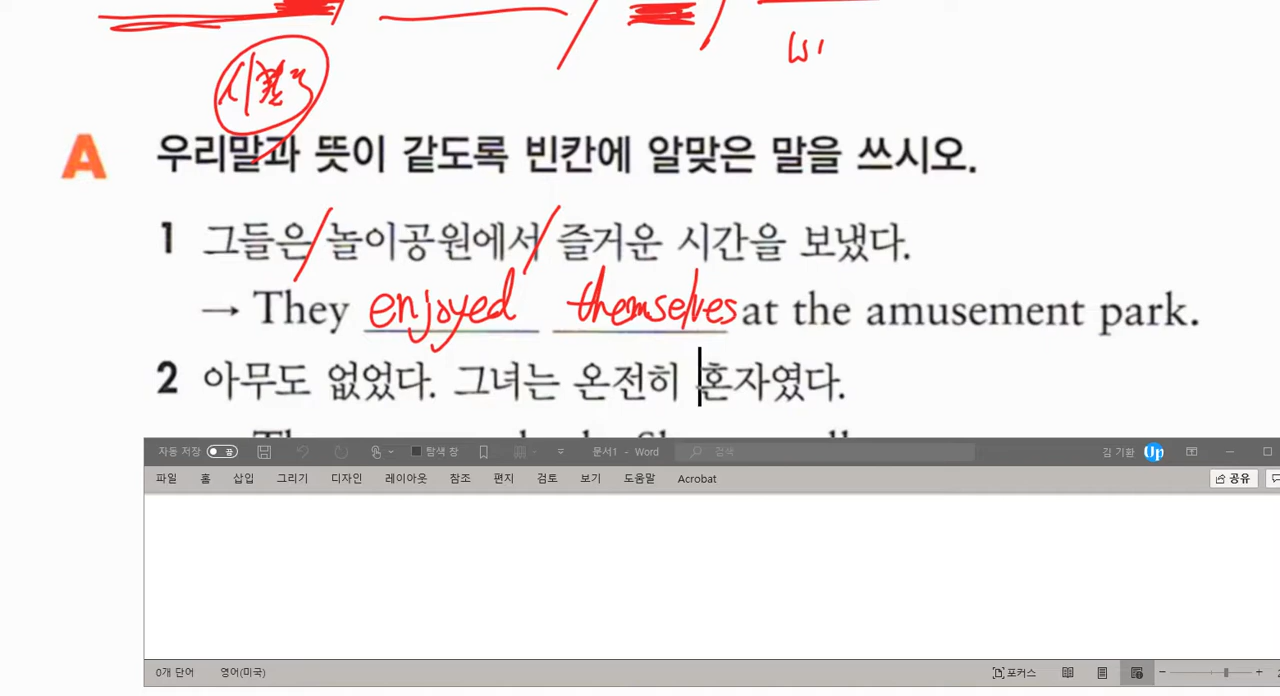 A 우리말과 뜻이 같도록 빈칸에 알맞은 말을 쓰시오.
1 그들은 놀이공원에서 즐거운 시간을 보냈다.
→ They enjoyed themselves at the amusement park.
2 아무도 없었다. 그녀는 온전히 혼자였다.
자동 저장 끔 탐색 창 문서1 - Word 검색 김 기환 Up
파일 홈 삽입 그리기 디자인 레이아웃 참조 편지 검토 보기 도움말 Acrobat 공유
0개 단어 영어(미국) 포커스